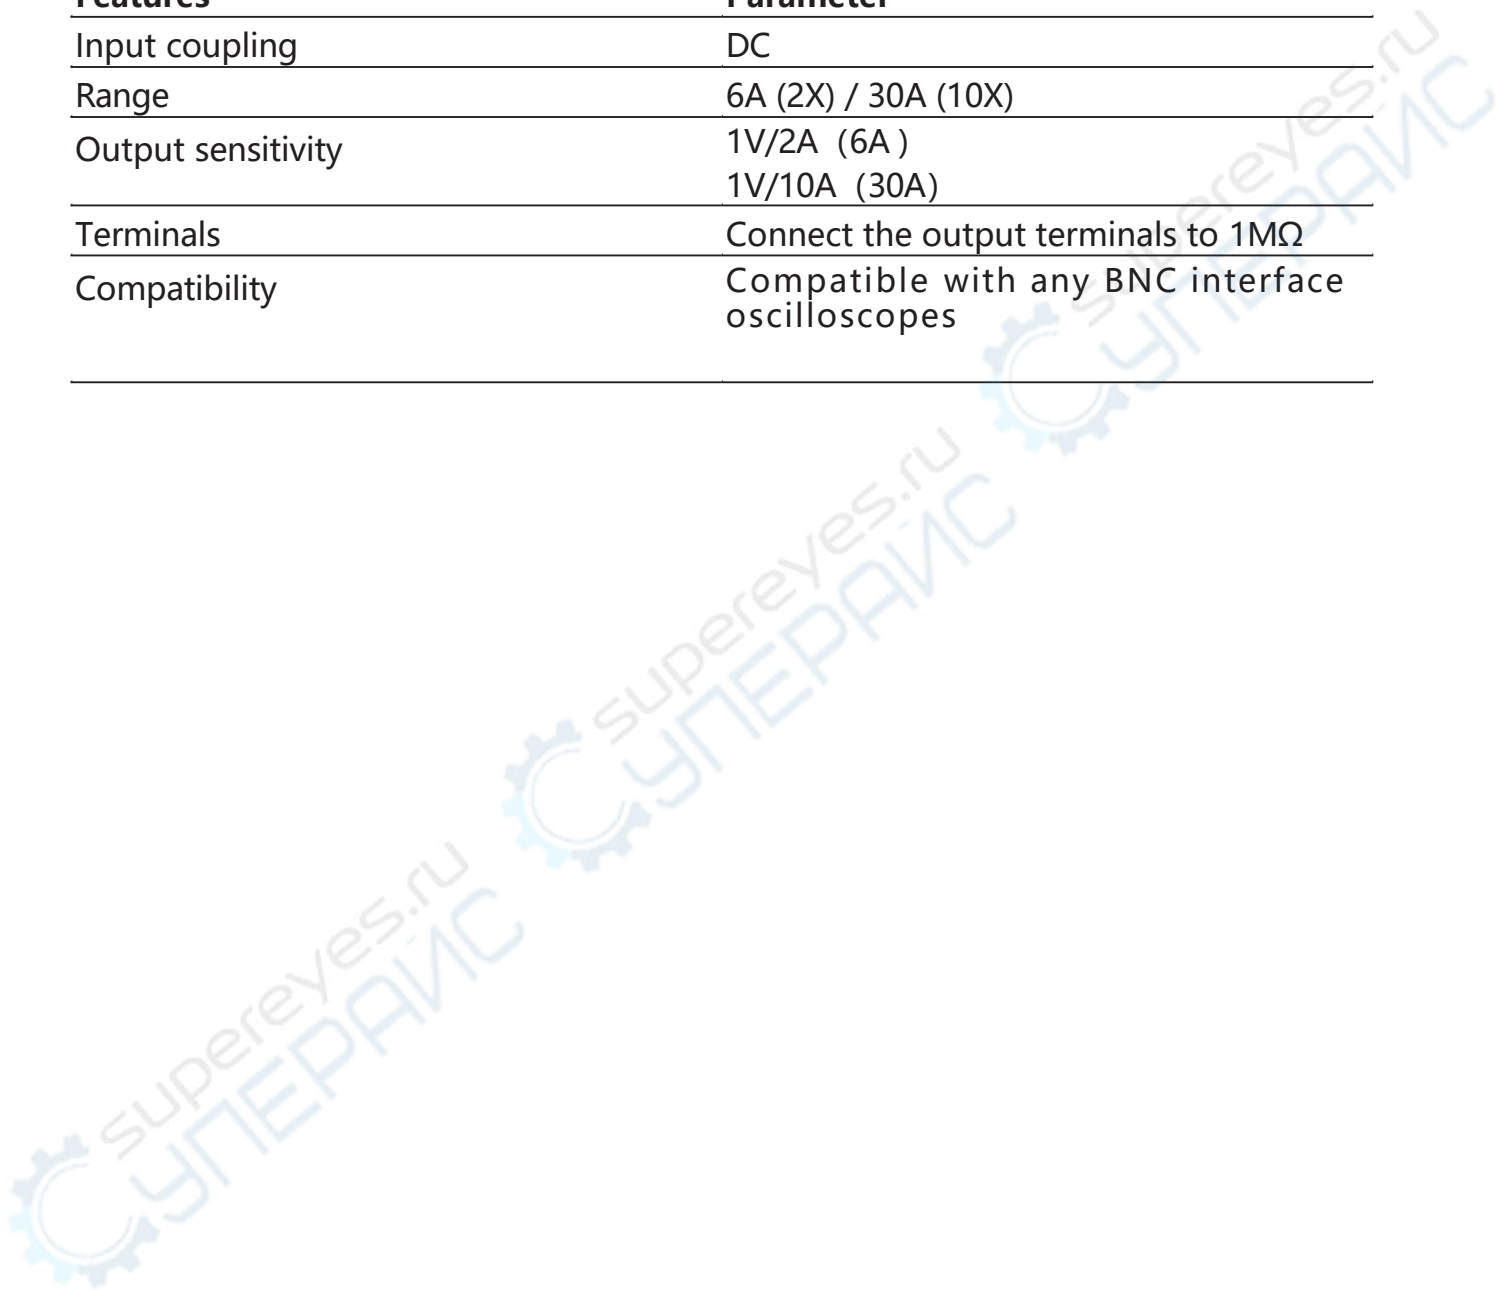 Features Parameter
Input coupling DC
Range 6A (2X) / 30A (10X)
Output sensitivity 1V/2A (6A )
1V/10A (30A)
Terminals Connect the output terminals to 1MΩ
Compatibility Compatible with any BNC interface
oscilloscopes
supereyes.ru
СУПЕРАЙС
supereyes.ru
СУПЕРАЙС
supereyes.ru
СУПЕРАЙС